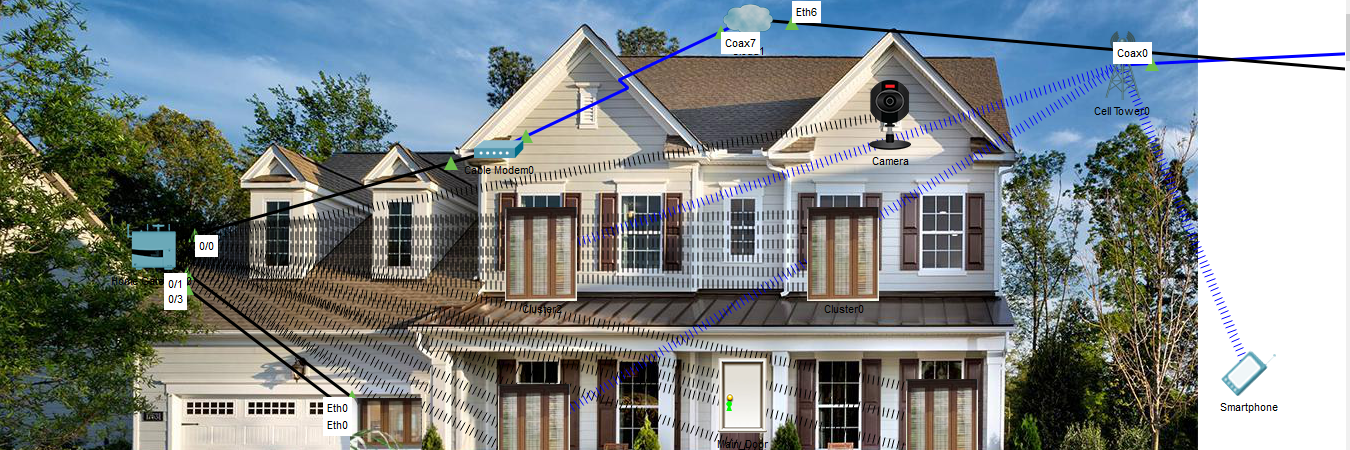 Eth6
Coax7
Coax0
Cell Tower0
Camera
Cable Modem0
0/0
0/1
0/3
Cluster2
Cluster0
Smartphone
Eth0
Eth0
Main Door